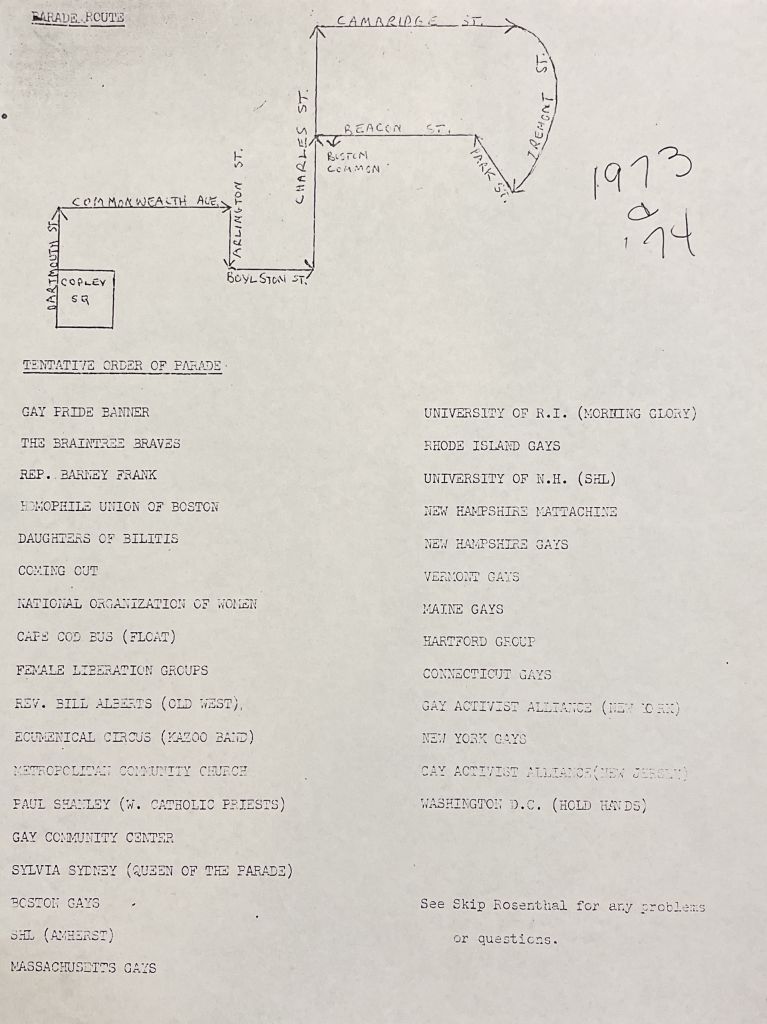 PARADE ROUTE
CAMBRIDGE ST.
TREMONT ST.
CHARLES ST.
BEACON ST.
BOSTON
COMMON
PARK ST.
1973
'74
COMMONWEALTH AVE.
ARLINGTON ST.
DARTMOUTH ST.
COPLEY
SQ
BOYLSTON ST.
TENTATIVE ORDER OF PARADE
GAY PRIDE BANNER
THE BRAINTREE BRAVES
REP. BARNEY FRANK
HOMOPHILE UNION OF BOSTON
DAUGHTERS OF BILITIS
COMING OUT
NATIONAL ORGANIZATION OF WOMEN
CAPE COD BUS (FLOAT)
FEMALE LIBERATION GROUPS
REV. BILL ALBERTS (OLD WEST),
ECUMENICAL CIRCUS (KAZOO BAND)
METROPOLITAN COMMUNITY CHURCH
PAUL SHANLEY (W. CATHOLIC PRIESTS)
GAY COMMUNITY CENTER
SYLVIA SYDNEY (QUEEN OF THE PARADE)
BOSTON GAYS
SHL (AMHERST)
MASSACHUSETTS GAYS
UNIVERSITY OF R.I. (MORNING GLORY)
RHODE ISLAND GAYS
UNIVERSITY OF N.H. (SHL)
NEW HAMPSHIRE MATTACHINE
NEW HAMPSHIRE GAYS
VERMONT GAYS
MAINE GAYS
HARTFORD GROUP
CONNECTICUT GAYS
GAY ACTIVIST ALLIANCE (NEW YORK)
NEW YORK GAYS
GAY ACTIVIST ALLIANCE(NEW JERSEY)
WASHINGTON D.C. (HOLD HANDS)
See Skip Rosenthal for any problems
or questions.